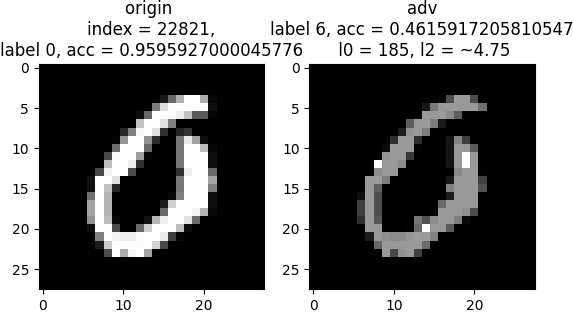 origin
index = 22821,
label 0, acc = 0.9595927000045776
adv
label 6, acc = 0.4615917205810547
l0 = 185, l2 = ~4.75
0
5
10
15
20
25
0 10 20
0
5
10
15
20
25
0 10 20